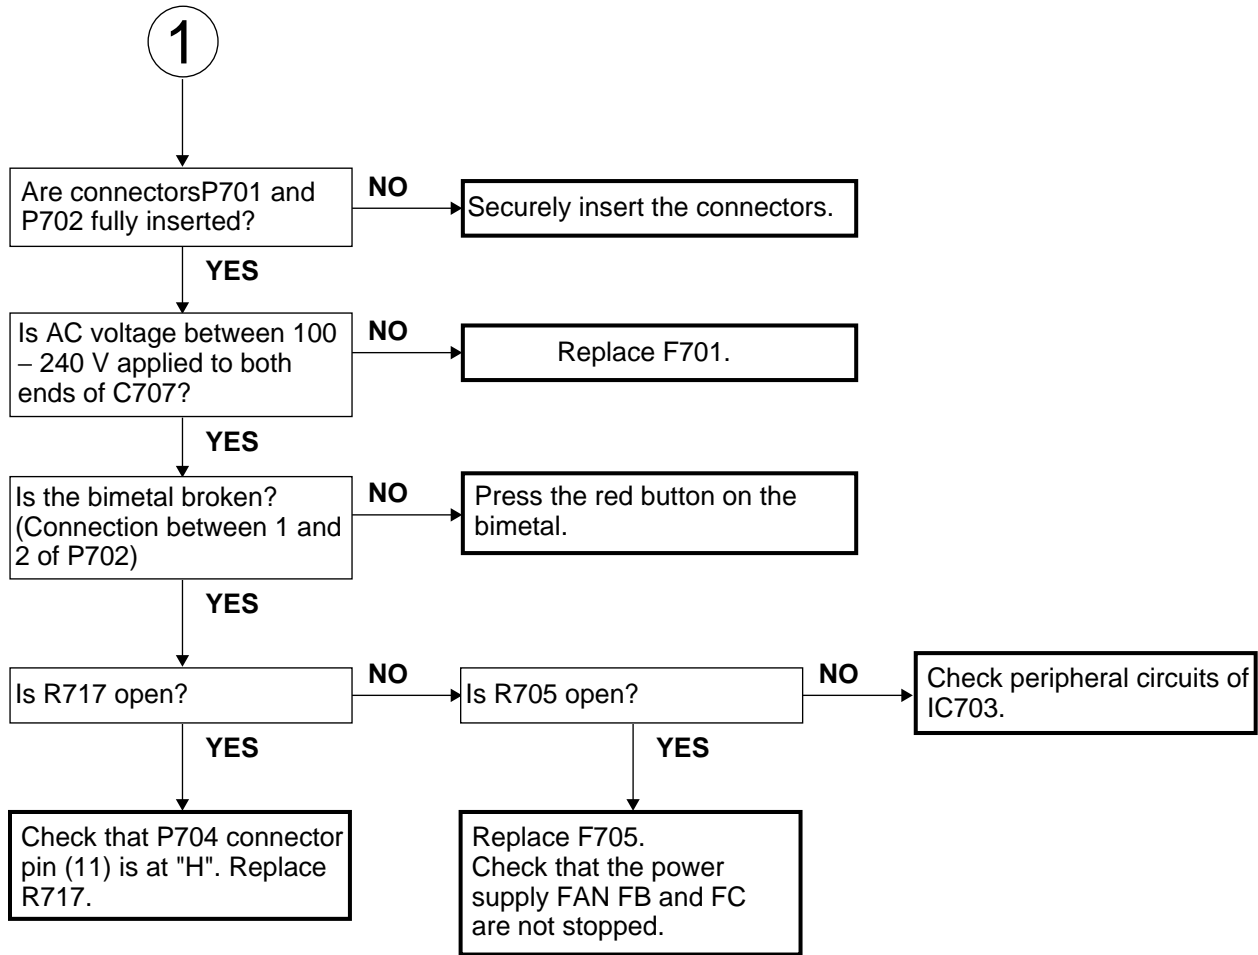 1
Are connectorsP701 and
P702 fully inserted?
NO
Securely insert the connectors.
YES
Is AC voltage between 100
– 240 V applied to both
ends of C707?
NO
Replace F701.
YES
Is the bimetal broken?
(Connection between 1 and
2 of P702)
NO
Press the red button on the
bimetal.
YES
Is R717 open?
NO
Is R705 open?
NO
Check peripheral circuits of
IC703.
YES
YES
Check that P704 connector
pin (11) is at "H". Replace
R717.
Replace F705.
Check that the power
supply FAN FB and FC
are not stopped.